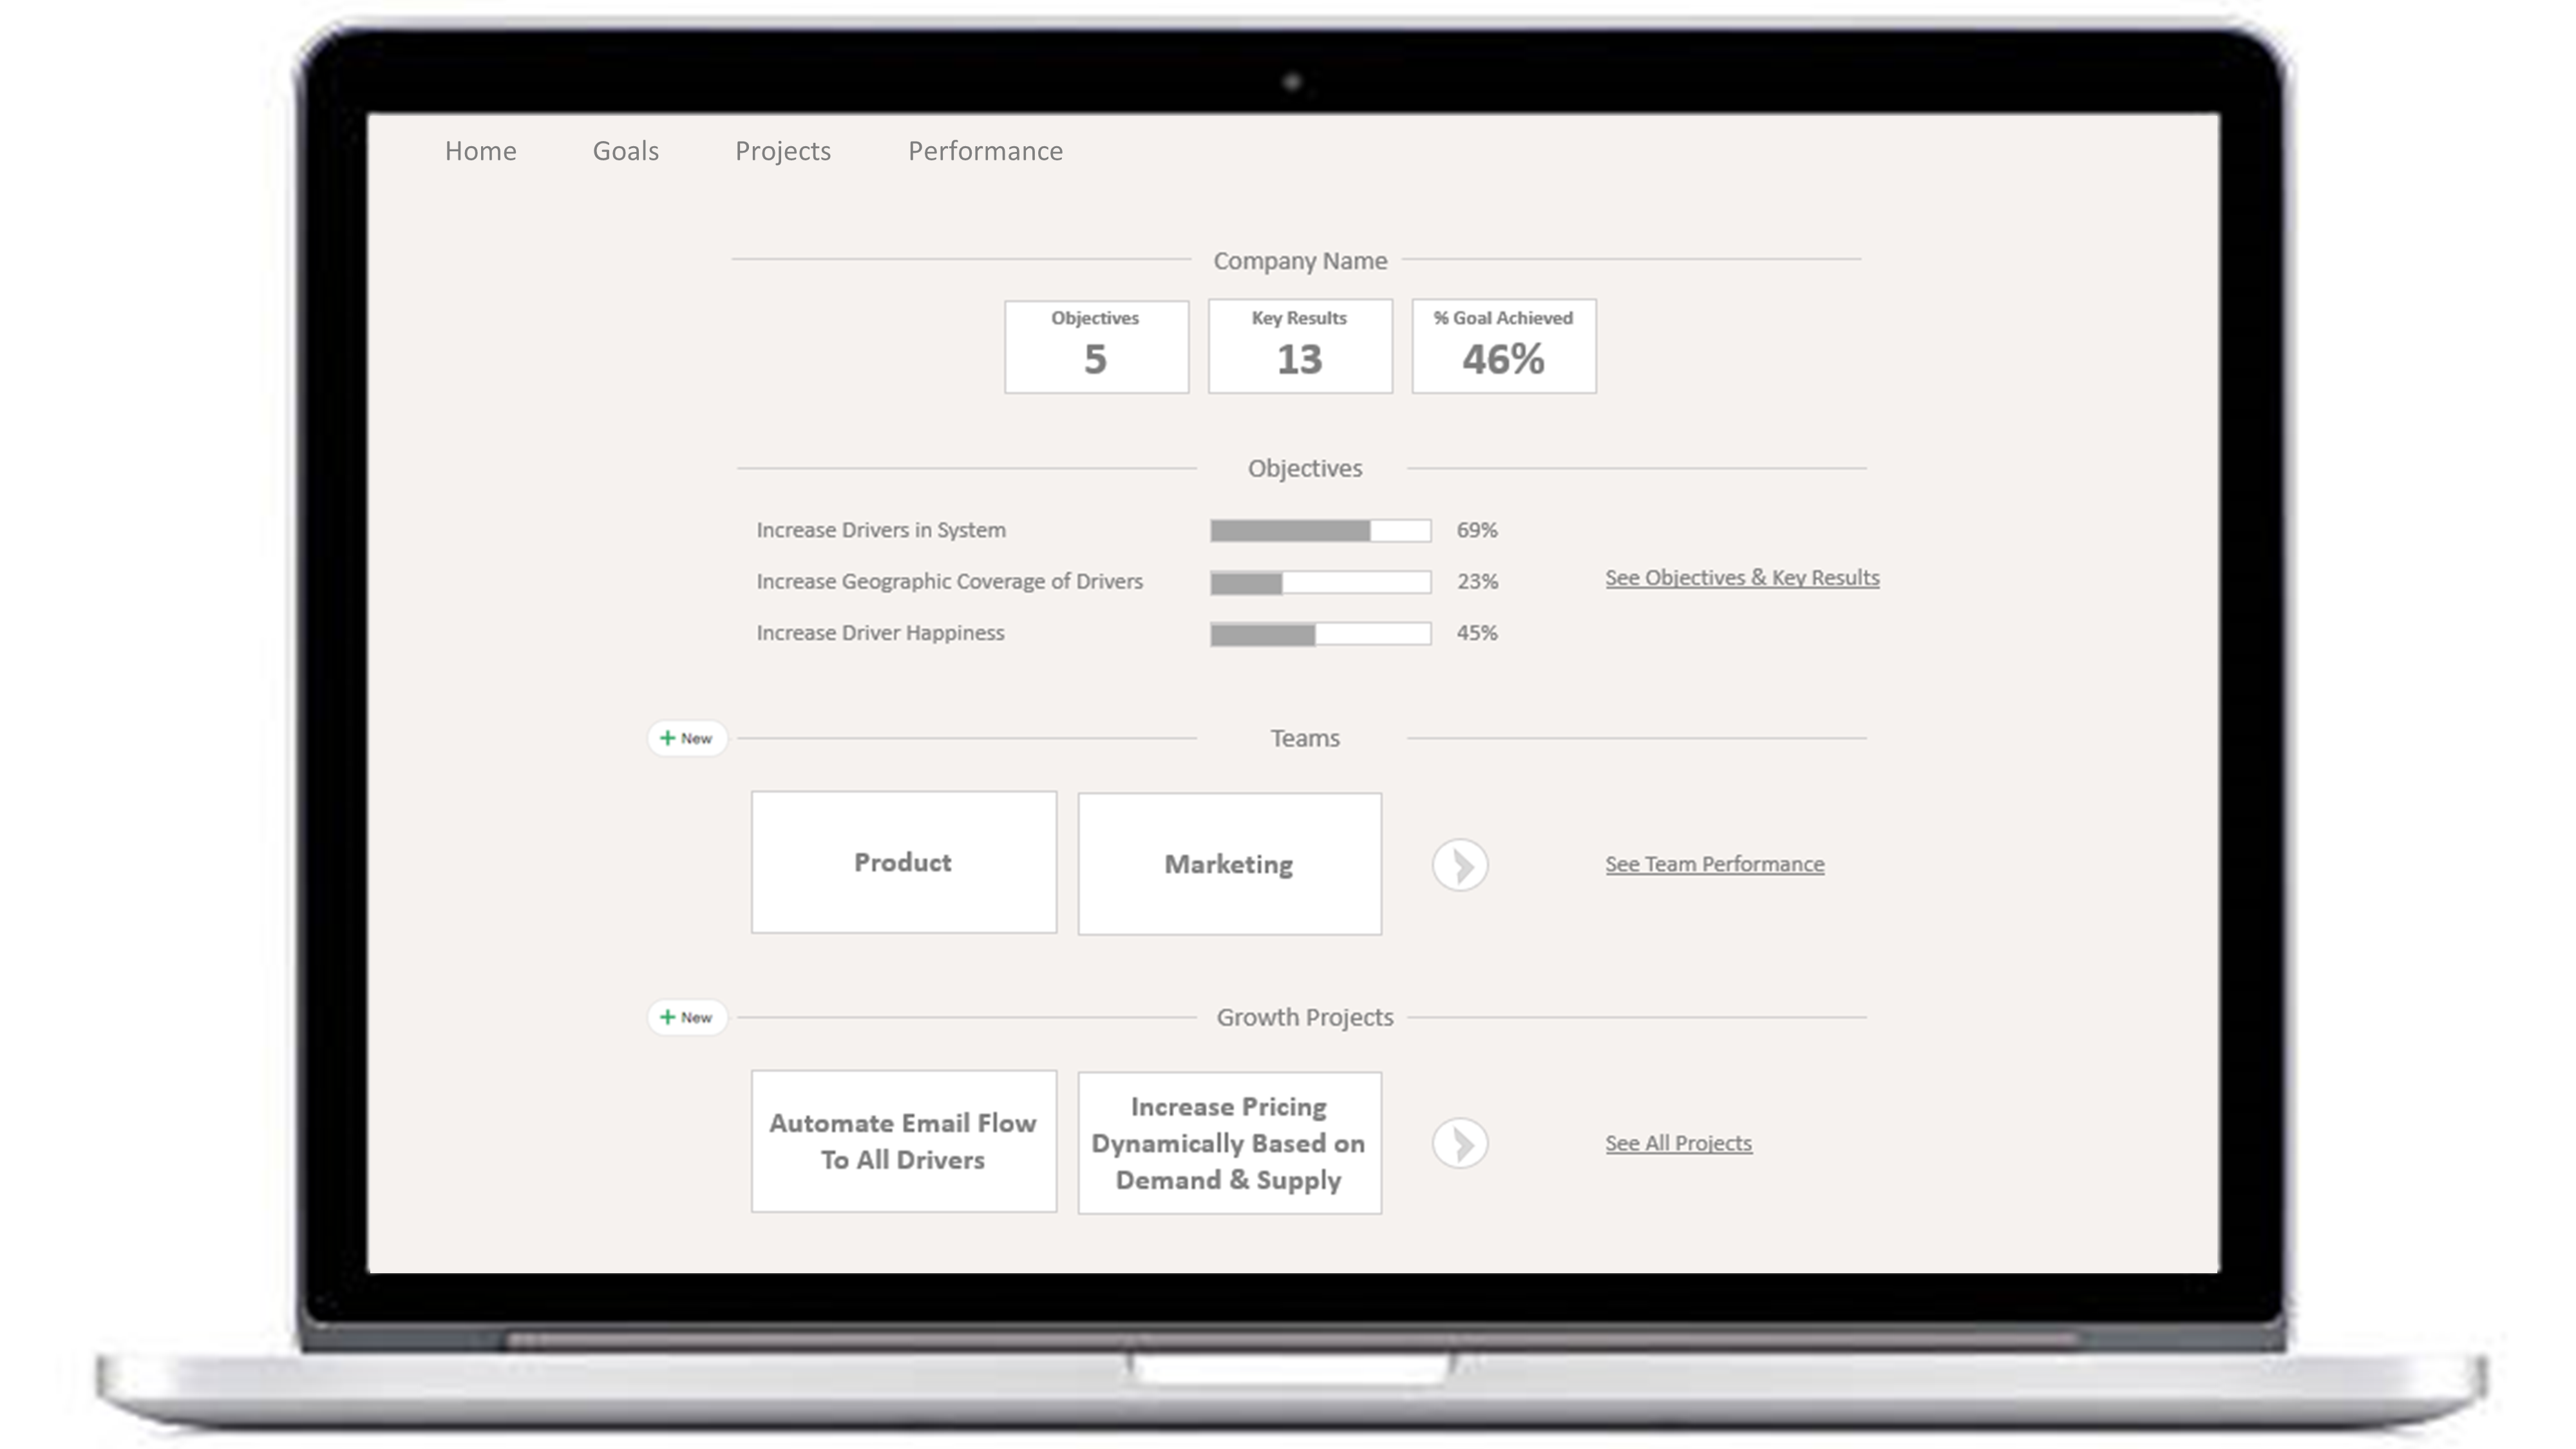 Home Goals Projects Performance
Company Name
Objectives Key Results % Goal Achieved
5 13 46%
Objectives
Increase Drivers in System 69%
Increase Geographic Coverage of Drivers 23% See Objectives & Key Results
Increase Driver Happiness 45%
+ New Teams
Product Marketing See Team Performance
+ New Growth Projects
Automate Email Flow
To All Drivers
Increase Pricing
Dynamically Based on
Demand & Supply
See All Projects